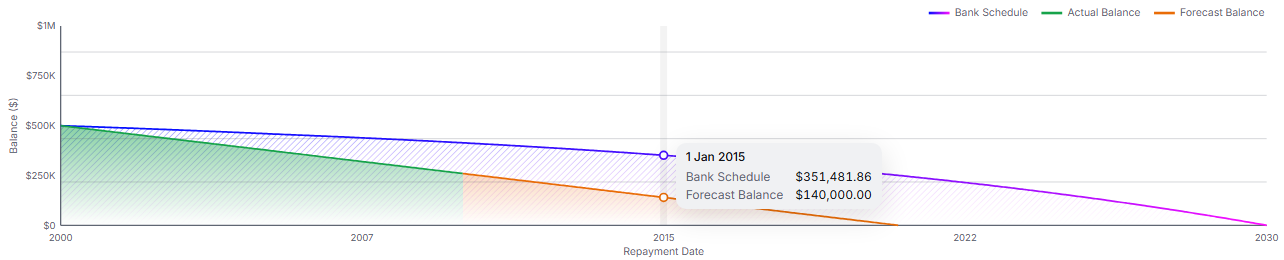 Bank Schedule Actual Balance Forecast Balance
$1M
$750K
$500K
$250K
$0
Balance ($)
1 Jan 2015
Bank Schedule $351,481.86
Forecast Balance $140,000.00
2000 2007 2015 2022 2030
Repayment Date